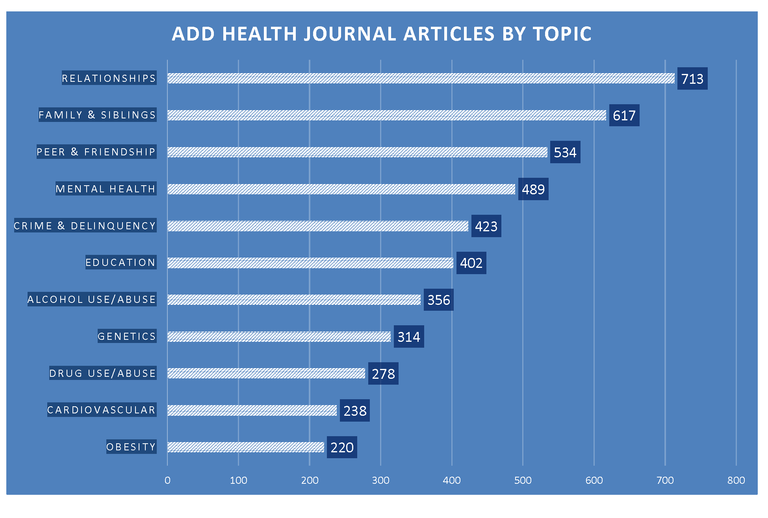 ADD HEALTH JOURNAL ARTICLES BY TOPIC
RELATIONSHIPS 713
FAMILY & SIBLINGS 617
PEER & FRIENDSHIP 534
MENTAL HEALTH 489
CRIME & DELINQUENCY 423
EDUCATION 402
ALCOHOL USE/ABUSE 356
GENETICS 314
DRUG USE/ABUSE 278
CARDIOVASCULAR 238
OBESITY 220
0 100 200 300 400 500 600 700 800